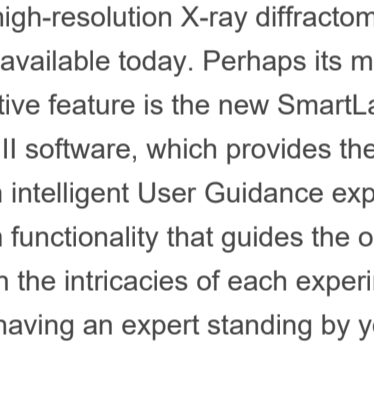 high-resolution X-ray diffractom
available today. Perhaps its m
tive feature is the new SmartLa
II software, which provides the
intelligent User Guidance exp
functionality that guides the o
the intricacies of each experi
having an expert standing by y